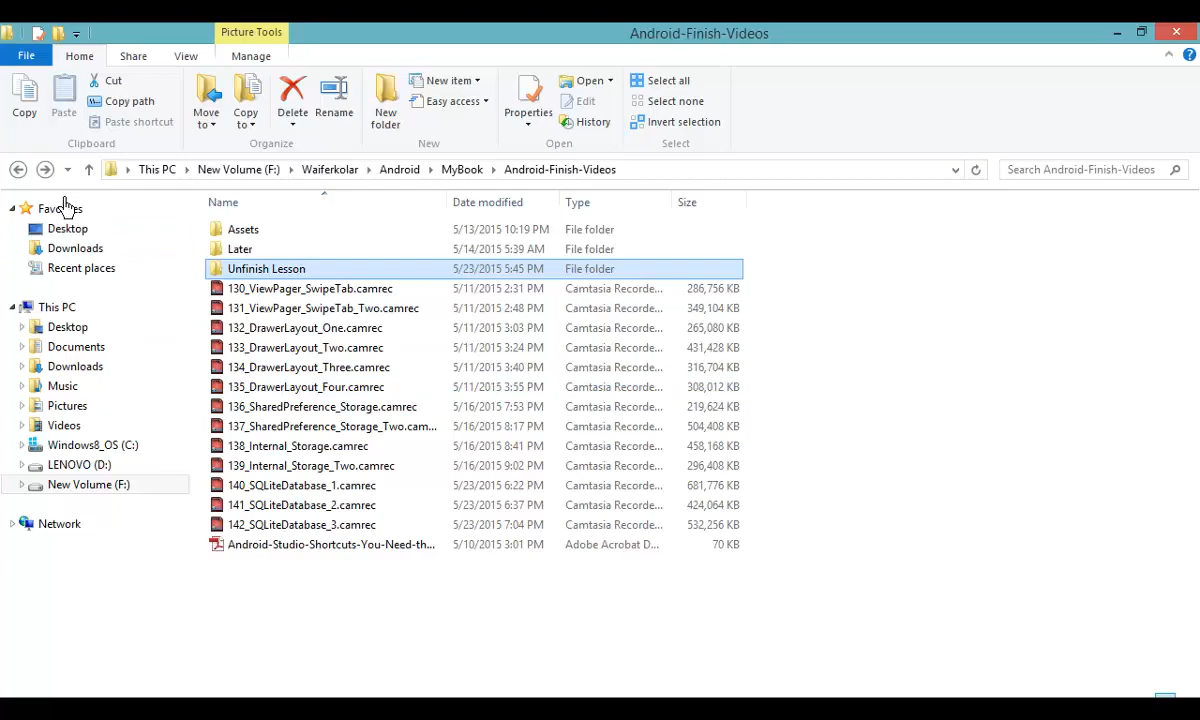 Picture Tools
Android-Finish-Videos
File Home Share View Manage
Copy
Paste
Cut
Copy path
Paste shortcut
Clipboard
Move to
Copy to
Delete
Rename
Organize
New folder
New item
Easy access
New
Properties
Open
Edit
History
Open
Select all
Select none
Invert selection
Select
This PC New Volume (F:) Waiferkolar Android MyBook Android-Finish-Videos
Search Android-Finish-Videos
Desktop
Downloads
Recent places
This PC
Desktop
Documents
Downloads
Music
Pictures
Videos
Windows8_OS (C:)
LENOVO (D:)
New Volume (F:)
Network
Name Date modified Type Size
Assets 5/13/2015 10:19 PM File folder
Later 5/14/2015 5:39 AM File folder
Unfinish Lesson 5/23/2015 5:45 PM File folder
130_ViewPager_SwipeTab.camrec 5/11/2015 2:31 PM Camtasia Recorde... 286,756 KB
131_ViewPager_SwipeTab_Two.camrec 5/11/2015 2:48 PM Camtasia Recorde... 349,104 KB
132_DrawerLayout_One.camrec 5/11/2015 3:03 PM Camtasia Recorde... 265,080 KB
133_DrawerLayout_Two.camrec 5/11/2015 3:24 PM Camtasia Recorde... 431,428 KB
134_DrawerLayout_Three.camrec 5/11/2015 3:40 PM Camtasia Recorde... 316,704 KB
135_DrawerLayout_Four.camrec 5/11/2015 3:55 PM Camtasia Recorde... 308,012 KB
136_SharedPreference_Storage.camrec 5/16/2015 7:53 PM Camtasia Recorde... 219,624 KB
137_SharedPreference_Storage_Two.cam... 5/16/2015 8:17 PM Camtasia Recorde... 504,408 KB
138_Internal_Storage.camrec 5/16/2015 8:41 PM Camtasia Recorde... 458,168 KB
139_Internal_Storage_Two.camrec 5/16/2015 9:02 PM Camtasia Recorde... 296,408 KB
140_SQLiteDatabase_1.camrec 5/23/2015 6:22 PM Camtasia Recorde... 681,776 KB
141_SQLiteDatabase_2.camrec 5/23/2015 6:37 PM Camtasia Recorde... 424,064 KB
142_SQLiteDatabase_3.camrec 5/23/2015 7:04 PM Camtasia Recorde... 532,256 KB
Android-Studio-Shortcuts-You-Need-th... 5/10/2015 3:01 PM Adobe Acrobat D... 70 KB